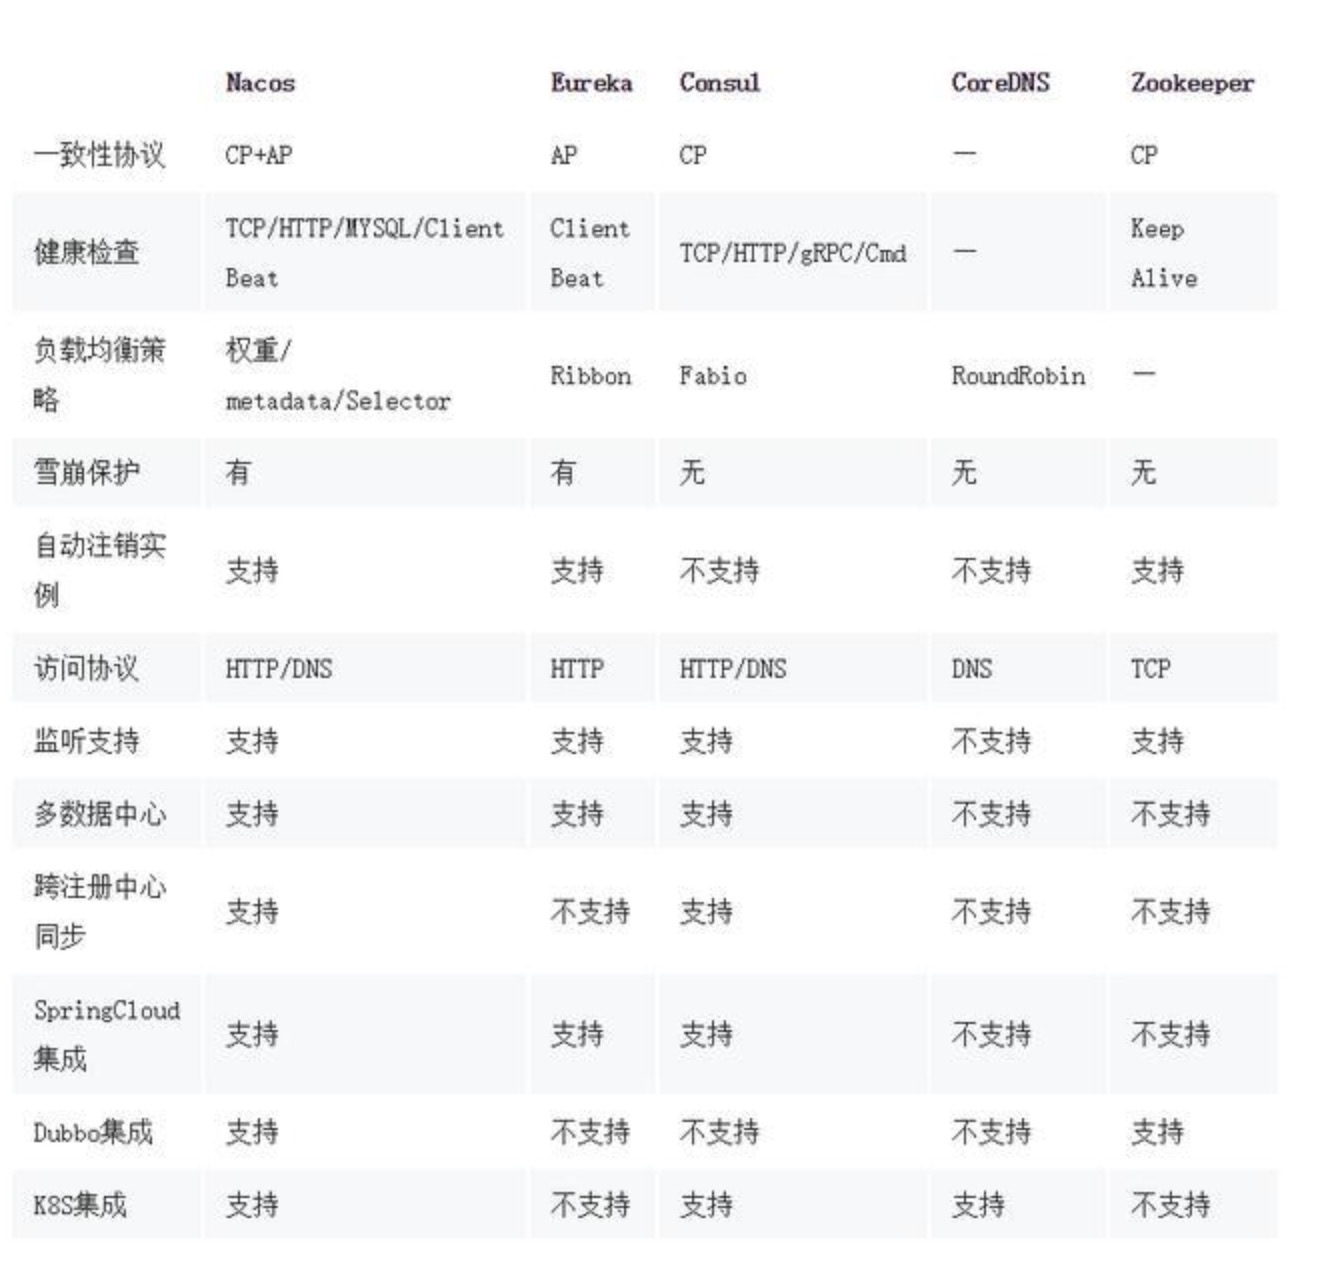 Nacos Eureka Consul CoreDNS Zookeeper
一致性协议 CP+AP AP CP — CP
健康检查 TCP/HTTP/MYSQL/Client Beat Client Beat TCP/HTTP/gRPC/Cmd — Keep Alive
负载均衡策略 权重/metadata/Selector Ribbon Fabio RoundRobin —
雪崩保护 有 有 无 无 无
自动注销实例 支持 支持 不支持 不支持 支持
访问协议 HTTP/DNS HTTP HTTP/DNS DNS TCP
监听支持 支持 支持 支持 不支持 支持
多数据中心 支持 支持 支持 不支持 不支持
跨注册中心同步 支持 不支持 支持 不支持 不支持
SpringCloud集成 支持 支持 支持 不支持 不支持
Dubbo集成 支持 不支持 不支持 不支持 支持
K8S集成 支持 不支持 支持 支持 不支持